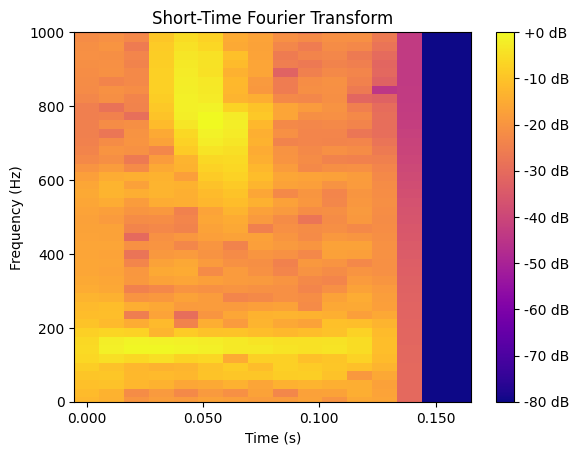 Short-Time Fourier Transform
1000
800
600
400
200
0
Frequency (Hz)
0.000
0.050
0.100
0.150
Time (s)
+0 dB
-10 dB
-20 dB
-30 dB
-40 dB
-50 dB
-60 dB
-70 dB
-80 dB